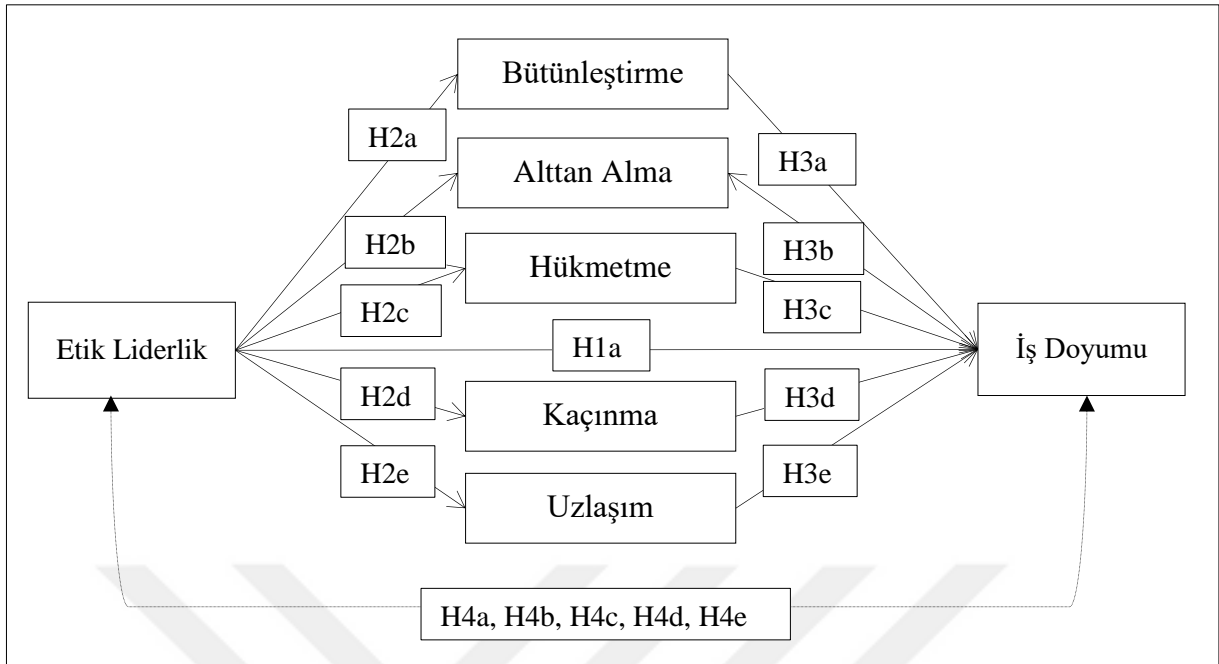 Bütünleştirme
H2a
H3a
Alttan Alma
H2b
H3b
Hükmetme
H2c
H3c
Etik Liderlik
H1a
İş Doyumu
H2d
Kaçınma
H3d
H2e
H3e
Uzlaşım
H4a, H4b, H4c, H4d, H4e